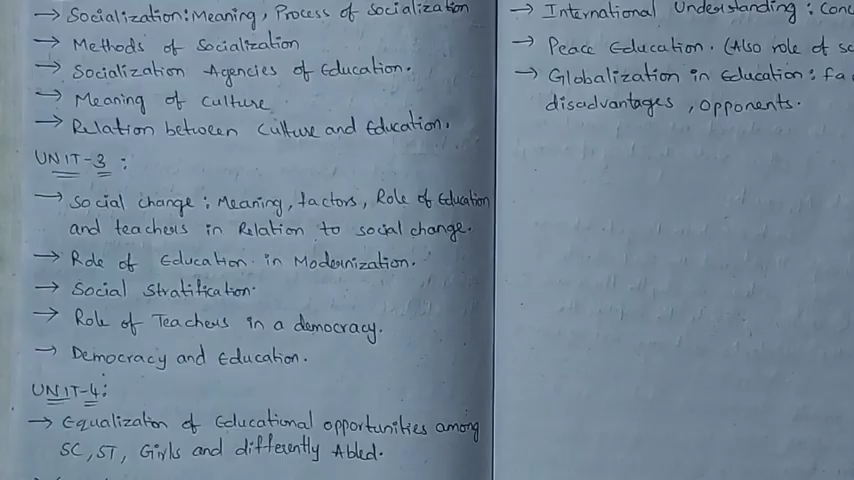 → Socialization: Meaning, Process of Socialization
→ Methods of Socialization
→ Socialization Agencies of Education.
→ Meaning of Culture
→ Relation between Culture and Education.
UNIT-3:
→ Social change: Meaning, factors, Role of Education
and teachers in Relation to social change.
→ Role of Education in Modernization.
→ Social Stratification.
→ Role of Teachers in a democracy.
→ Democracy and Education.
UNIT-4:
→ Equalization of Educational opportunities among
SC, ST, Girls and differently Abled.
→ International Understanding:
→ Peace Education. (Also role of
→ Globalization in Education:
disadvantages, opponents.